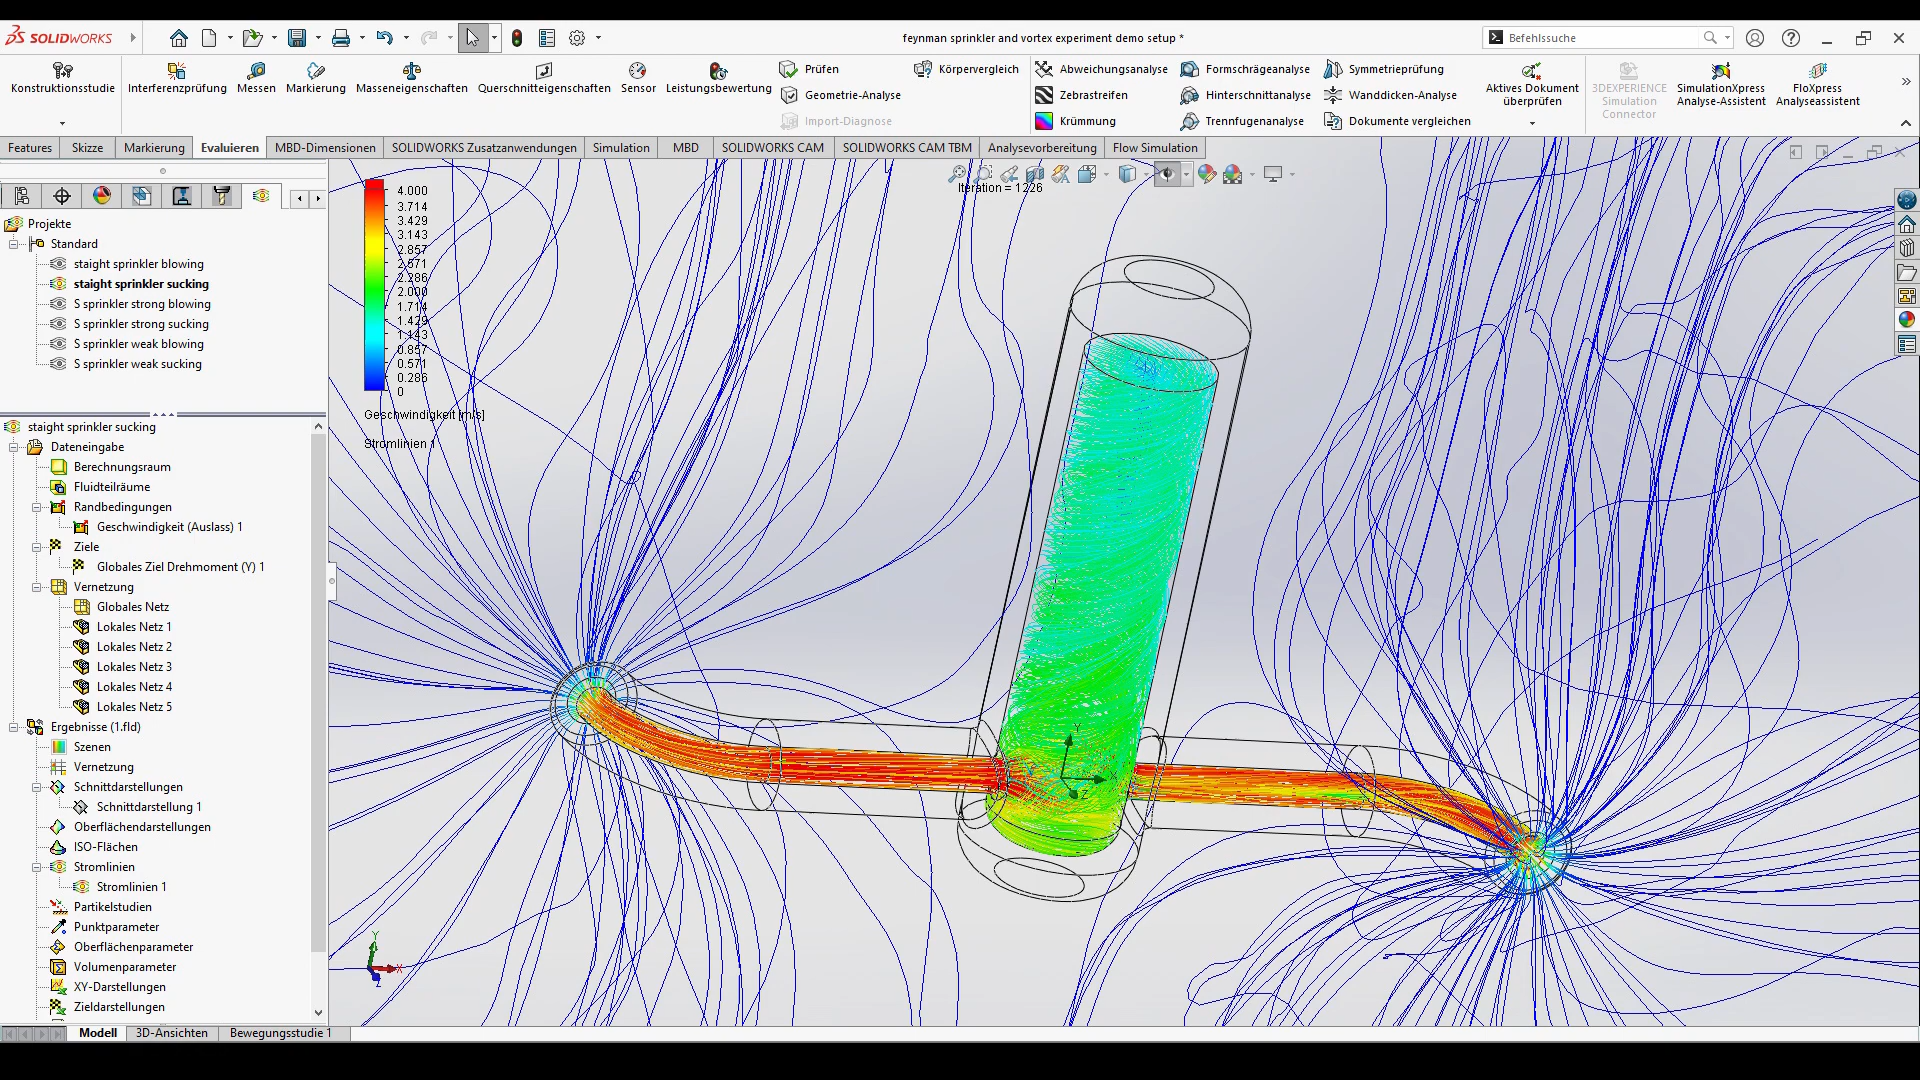 SOLIDWORKS
feynman sprinkler and vortex experiment demo setup *
Befehlssuche
Konstruktionsstudie
Interferenzprüfung
Messen
Markierung
Masseneigenschaften
Querschnitteigenschaften
Sensor
Leistungsbewertung
Prüfen
Geometrie-Analyse
Import-Diagnose
Körpervergleich
Abweichungsanalyse
Zebrastreifen
Krümmung
Formschrägeanalyse
Hinterschnittanalyse
Trennfugenanalyse
Symmetrieprüfung
Wanddicken-Analyse
Dokumente vergleichen
Aktives Dokument
überprüfen
3DEXPERIENCE
Simulation
Connector
SimulationXpress
Analyse-Assistent
FloXpress
Analyseassistent
Features Skizze Markierung Evaluieren MBD-Dimensionen SOLIDWORKS Zusatzanwendungen Simulation MBD SOLIDWORKS CAM SOLIDWORKS CAM TBM Analysevorbereitung Flow Simulation
Projekte
Standard
staight sprinkler blowing
staight sprinkler sucking
S sprinkler strong blowing
S sprinkler strong sucking
S sprinkler weak blowing
S sprinkler weak sucking
staight sprinkler sucking
Dateneingabe
Berechnungsraum
Fluidteilräume
Randbedingungen
Geschwindigkeit (Auslass) 1
Ziele
Globales Ziel Drehmoment (Y) 1
Vernetzung
Globales Netz
Lokales Netz 1
Lokales Netz 2
Lokales Netz 3
Lokales Netz 4
Lokales Netz 5
Ergebnisse (1.fld)
Szenen
Vernetzung
Schnittdarstellungen
Schnittdarstellung 1
Oberflächendarstellungen
ISO-Flächen
Stromlinien
Stromlinien 1
Partikelstudien
Punktparameter
Oberflächenparameter
Volumenparameter
XY-Darstellungen
Zieldarstellungen
Iteration = 1226
4.000
3.714
3.429
3.143
2.857
2.571
2.286
2.000
1.714
1.429
1.143
0.857
0.571
0.286
0
Geschwindigkeit [m/s]
Stromlinien 1
Y
X
Z
Y
X
Z
Modell 3D-Ansichten Bewegungsstudie 1